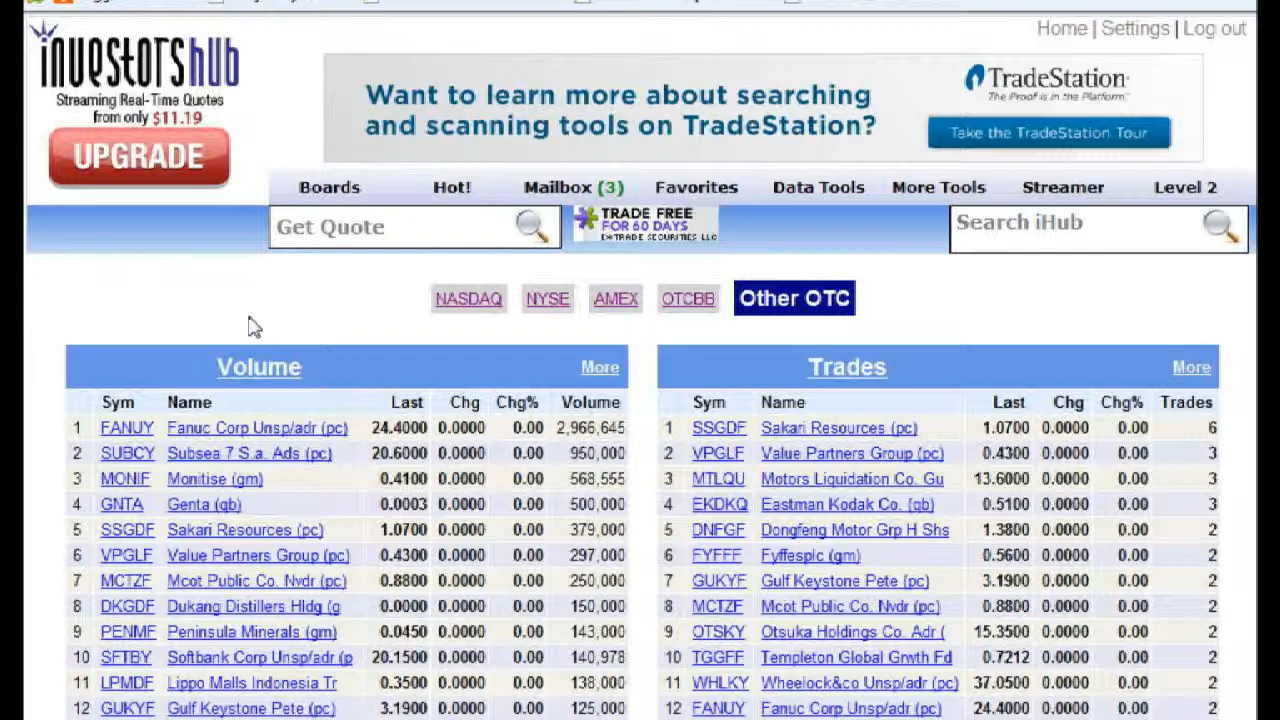 Home | Settings | Log out
investorshub
Streaming Real-Time Quotes
from only $11.19
UPGRADE
Want to learn more about searching
and scanning tools on TradeStation?
TradeStation
The Proof is in the Platform.
Take the TradeStation Tour
Boards Hot! Mailbox (3) Favorites Data Tools More Tools Streamer Level 2
Get Quote
TRADE FREE
FOR 60 DAYS
E*TRADE SECURITIES LLC
Search iHub
NASDAQ NYSE AMEX OTCBB Other OTC
Volume More
Sym Name Last Chg Chg% Volume
1 FANUY Fanuc Corp Unsp/adr (pc) 24.4000 0.0000 0.00 2,966,645
2 SUBCY Subsea 7 S.a. Ads (pc) 20.6000 0.0000 0.00 950,000
3 MONIF Monitise (gm) 0.4100 0.0000 0.00 568,555
4 GNTA Genta (qb) 0.0003 0.0000 0.00 500,000
5 SSGDF Sakari Resources (pc) 1.0700 0.0000 0.00 379,000
6 VPGLF Value Partners Group (pc) 0.4300 0.0000 0.00 297,000
7 MCTZF Mcot Public Co. Nvdr (pc) 0.8800 0.0000 0.00 250,000
8 DKGDF Dukang Distillers Hldg (g 0.0000 0.0000 0.00 150,000
9 PENMF Peninsula Minerals (gm) 0.0450 0.0000 0.00 143,000
10 SFTBY Softbank Corp Unsp/adr (p 20.1500 0.0000 0.00 140,978
11 LPMDF Lippo Malls Indonesia Tr 0.3500 0.0000 0.00 138,000
12 GUKYF Gulf Keystone Pete (pc) 3.1900 0.0000 0.00 125,000
Trades More
Sym Name Last Chg Chg% Trades
1 SSGDF Sakari Resources (pc) 1.0700 0.0000 0.00 6
2 VPGLF Value Partners Group (pc) 0.4300 0.0000 0.00 3
3 MTLQU Motors Liquidation Co. Gu 13.6000 0.0000 0.00 3
4 EKDKQ Eastman Kodak Co. (qb) 0.5100 0.0000 0.00 3
5 DNFGF Dongfeng Motor Grp H Shs 1.3800 0.0000 0.00 2
6 FYFFF Fyffesplc (gm) 0.5600 0.0000 0.00 2
7 GUKYF Gulf Keystone Pete (pc) 3.1900 0.0000 0.00 2
8 MCTZF Mcot Public Co. Nvdr (pc) 0.8800 0.0000 0.00 2
9 OTSKY Otsuka Holdings Co. Adr ( 15.3500 0.0000 0.00 2
10 TGGFF Templeton Global Grwth Fd 0.7212 0.0000 0.00 2
11 WHLKY Wheelock&co Unsp/adr (pc) 37.0500 0.0000 0.00 2
12 FANUY Fanuc Corp Unsp/adr (pc) 24.4000 0.0000 0.00 2